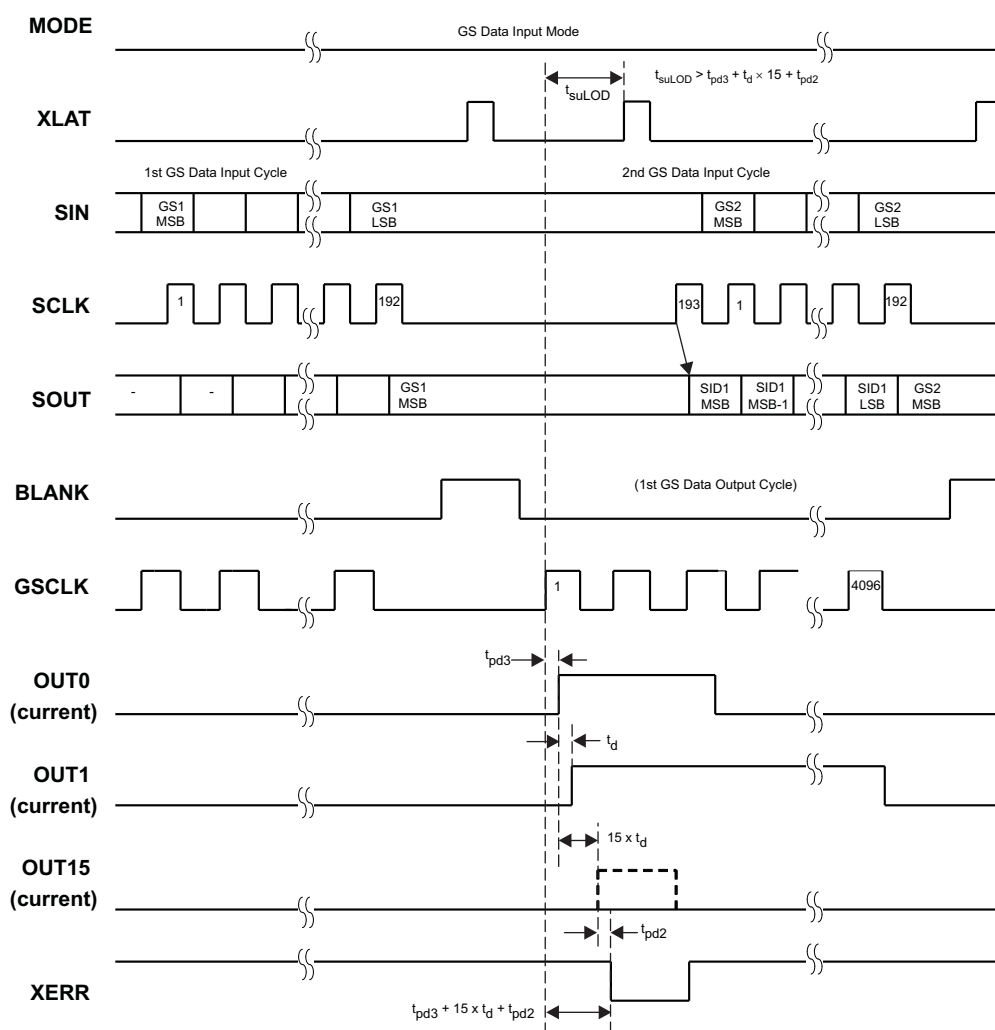 MODE
GS Data Input Mode
tsuLOD
tsuLOD > tpd3 + td × 15 + tpd2
XLAT
1st GS Data Input Cycle
2nd GS Data Input Cycle
SIN
GS1
MSB
GS1
LSB
GS2
MSB
GS2
LSB
SCLK
1
192
193
1
192
SOUT
-
-
GS1
MSB
SID1
MSB
SID1
MSB-1
SID1
LSB
GS2
MSB
BLANK
(1st GS Data Output Cycle)
GSCLK
1
4096
tpd3
OUT0
(current)
td
OUT1
(current)
15 x td
OUT15
(current)
tpd2
XERR
tpd3 + 15 x td + tpd2